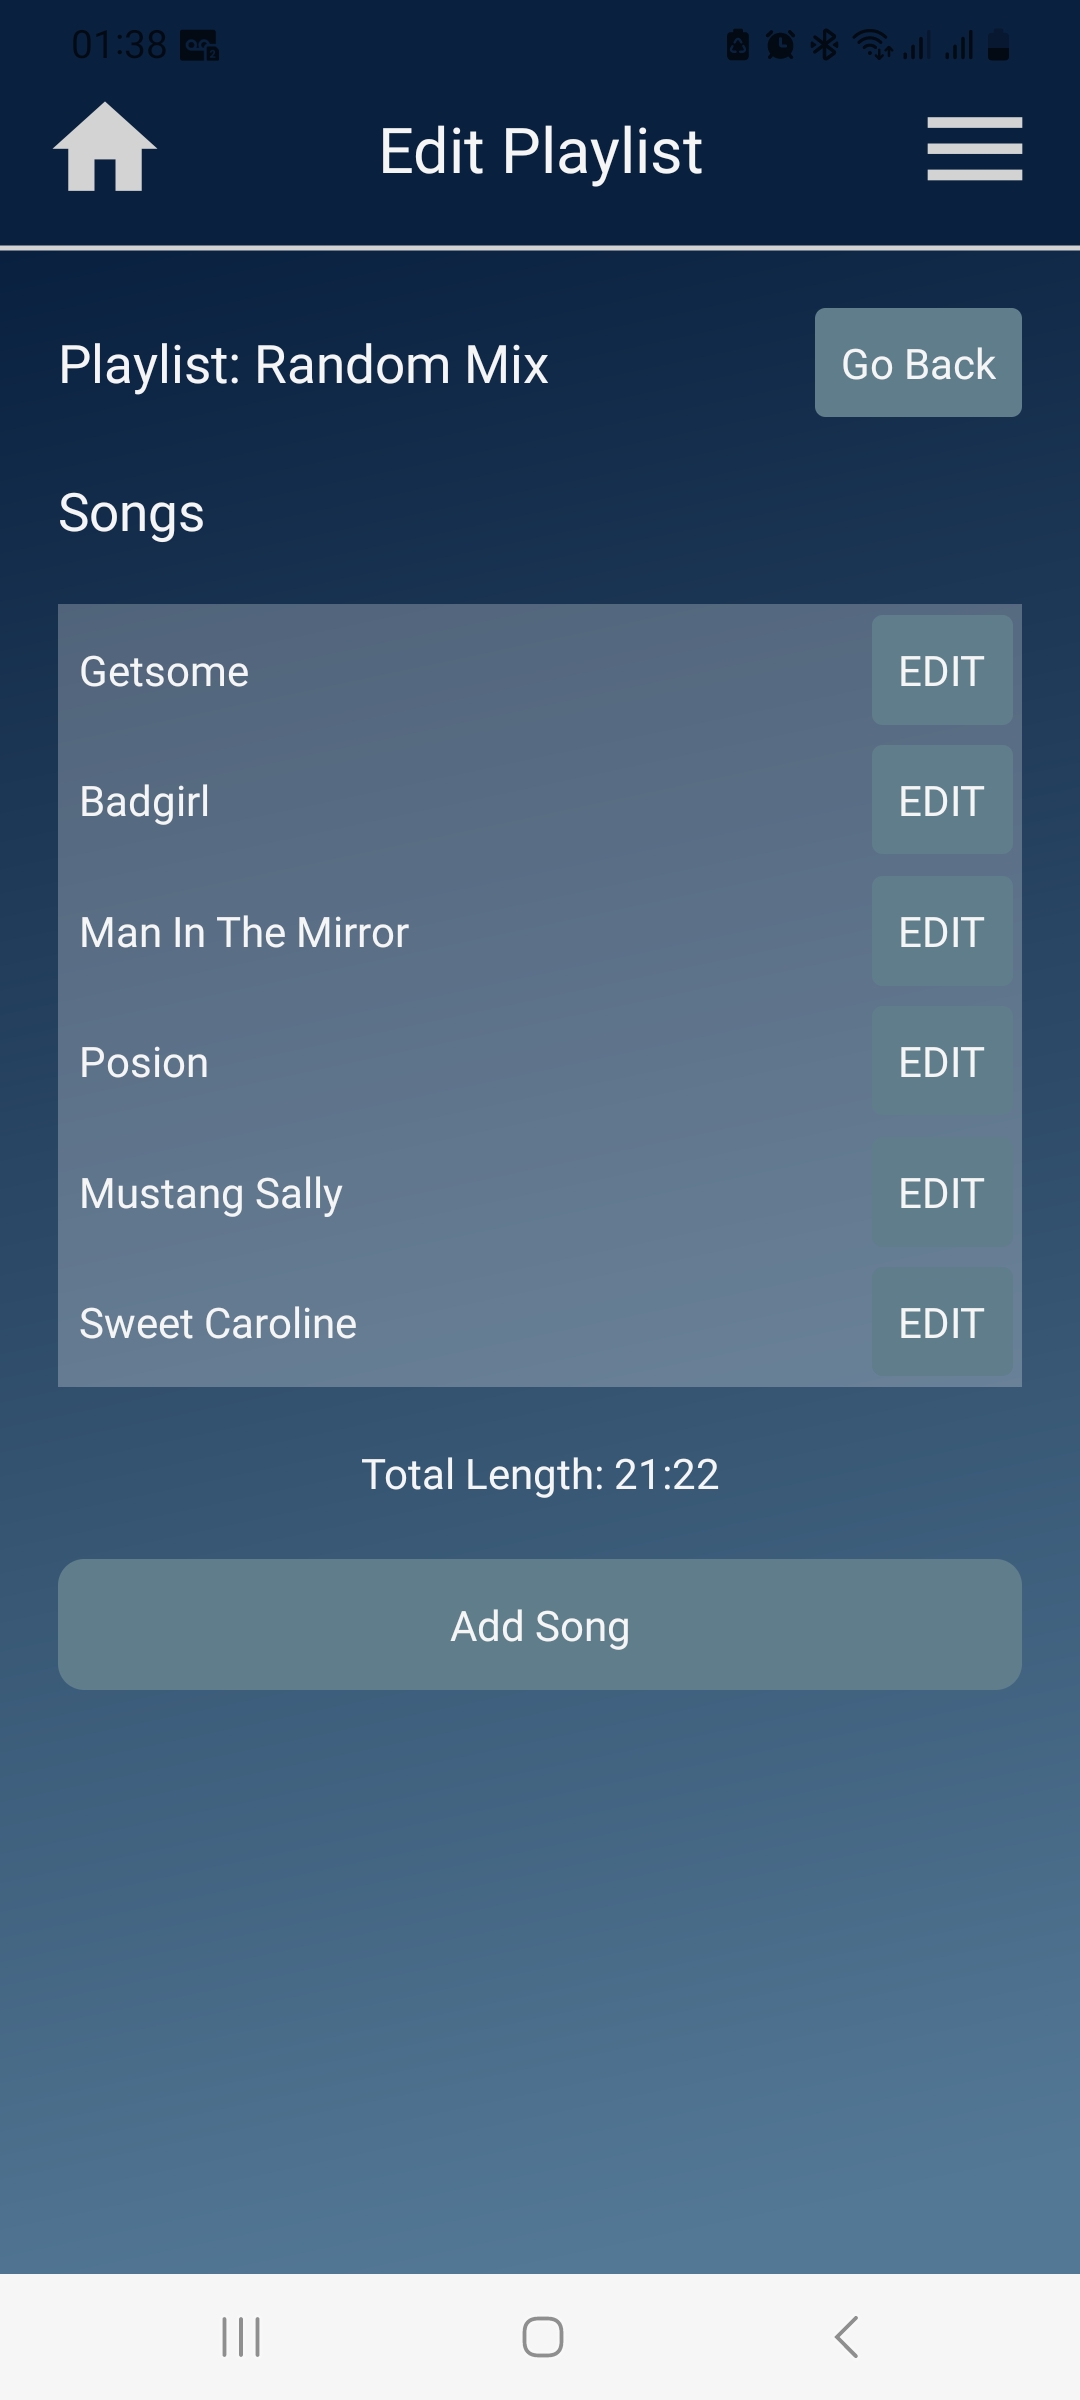 01:38
Edit Playlist
Playlist: Random Mix
Go Back
Songs
Getsome
EDIT
Badgirl
EDIT
Man In The Mirror
EDIT
Posion
EDIT
Mustang Sally
EDIT
Sweet Caroline
EDIT
Total Length: 21:22
Add Song